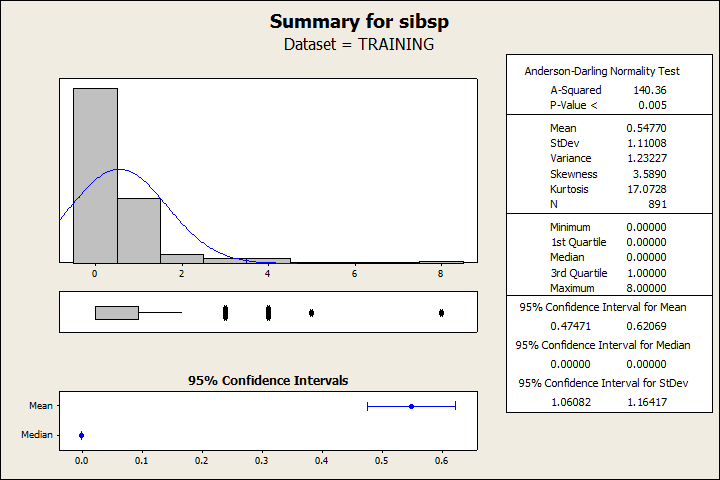 Summary for sibsp
Dataset = TRAINING
0 2 4 6 8
95% Confidence Intervals
Mean
Median
0.0 0.1 0.2 0.3 0.4 0.5 0.6
Anderson-Darling Normality Test
A-Squared 140.36
P-Value < 0.005
Mean 0.54770
StDev 1.11008
Variance 1.23227
Skewness 3.5890
Kurtosis 17.0728
N 891
Minimum 0.00000
1st Quartile 0.00000
Median 0.00000
3rd Quartile 1.00000
Maximum 8.00000
95% Confidence Interval for Mean
0.47471 0.62069
95% Confidence Interval for Median
0.00000 0.00000
95% Confidence Interval for StDev
1.06082 1.16417